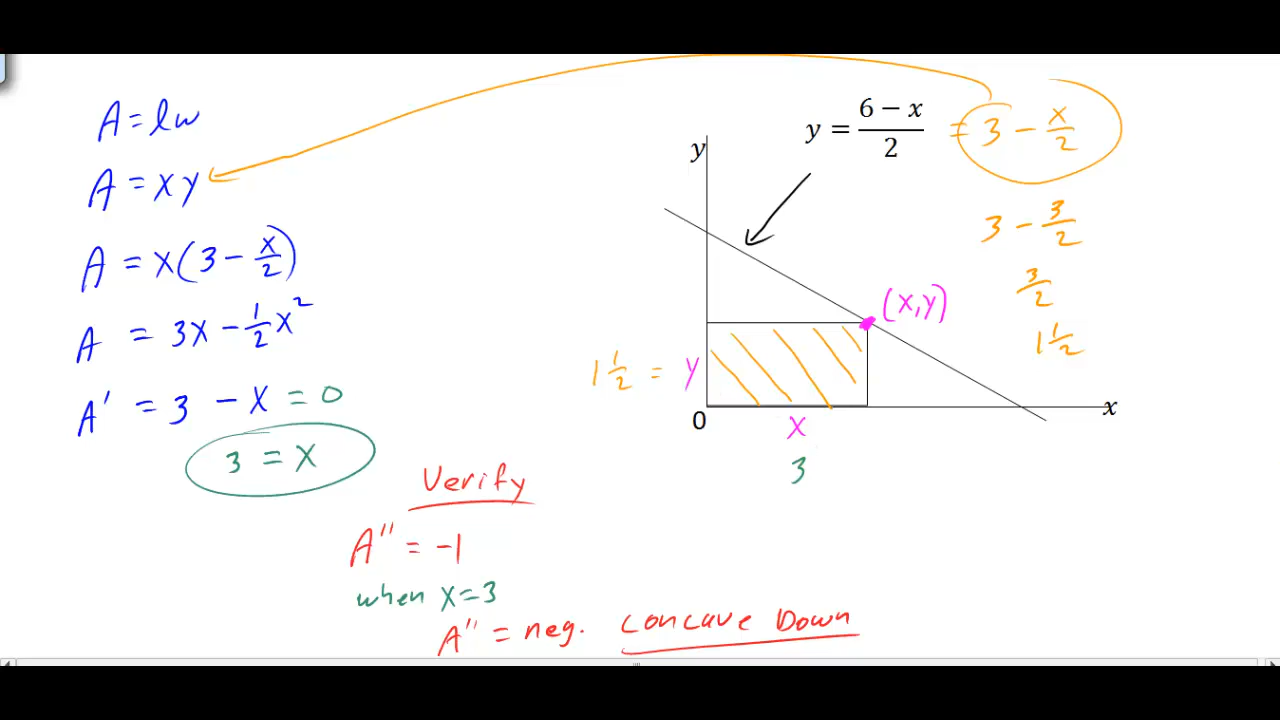 A = lw
A = xy
A = x(3 - x/2)
A = 3x - 1/2 x²
A' = 3 - x = 0
3 = x
Verify
A'' = -1
when x = 3
A'' = neg. Concave Down
y = (6 - x)/2 = 3 - x/2
3 - 3/2
3/2
1 1/2
y
(x,y)
1 1/2 = y
0
x
x
3